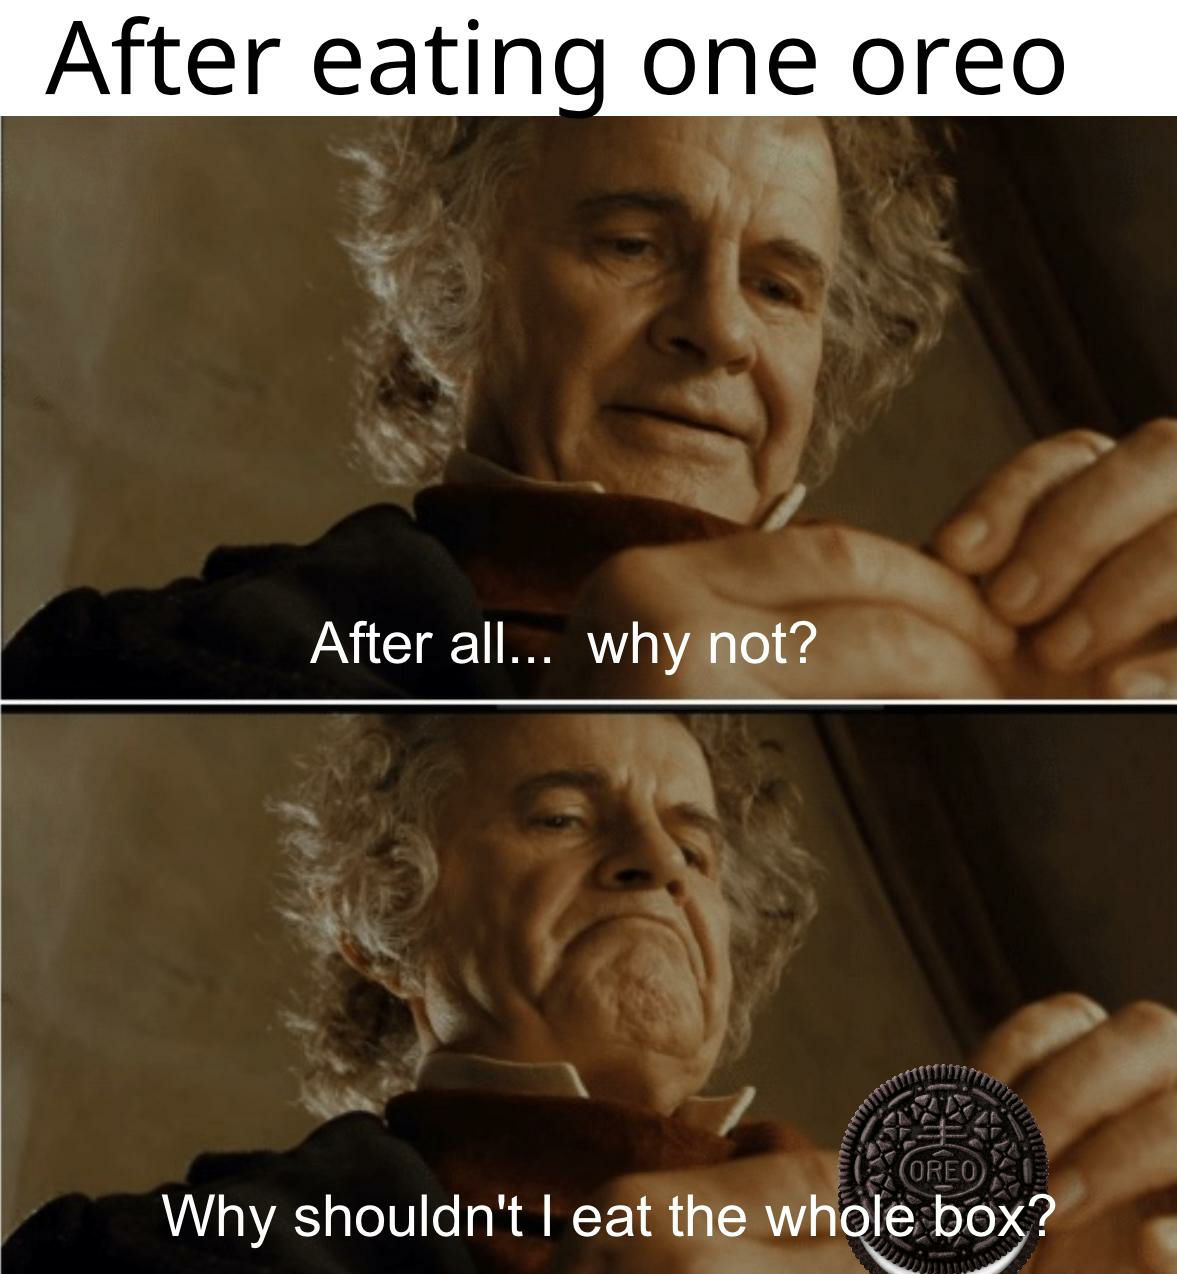 After eating one oreo
After all... why not?
OREO
Why shouldn't I eat the whole box?